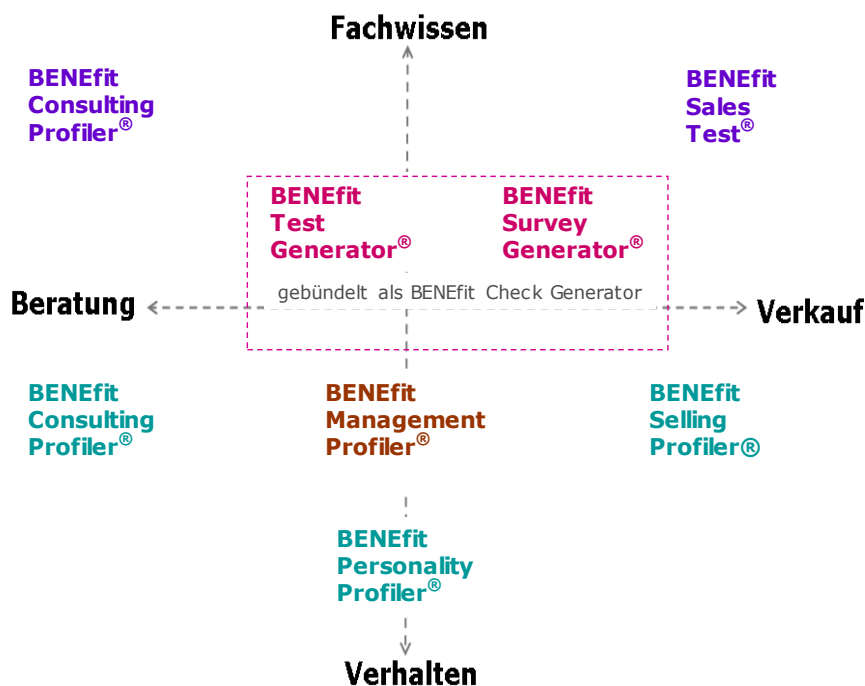 Fachwissen
BENEfit
Consulting
Profiler®
BENEfit
Sales
Test®
BENEfit
Test
Generator®
BENEfit
Survey
Generator®
gebündelt als BENEfit Check Generator
Beratung
Verkauf
BENEfit
Consulting
Profiler®
BENEfit
Management
Profiler®
BENEfit
Selling
Profiler®
BENEfit
Personality
Profiler®
Verhalten